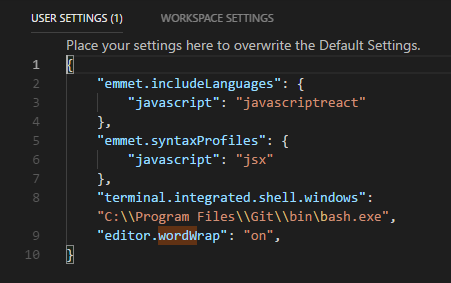 USER SETTINGS (1) WORKSPACE SETTINGS
Place your settings here to overwrite the Default Settings.
1 {
2 "emmet.includeLanguages": {
3 "javascript": "javascriptreact"
4 },
5 "emmet.syntaxProfiles": {
6 "javascript": "jsx"
7 },
8 "terminal.integrated.shell.windows":
"C:\\Program Files\\Git\\bin\bash.exe",
9 "editor.wordWrap": "on",
10 }